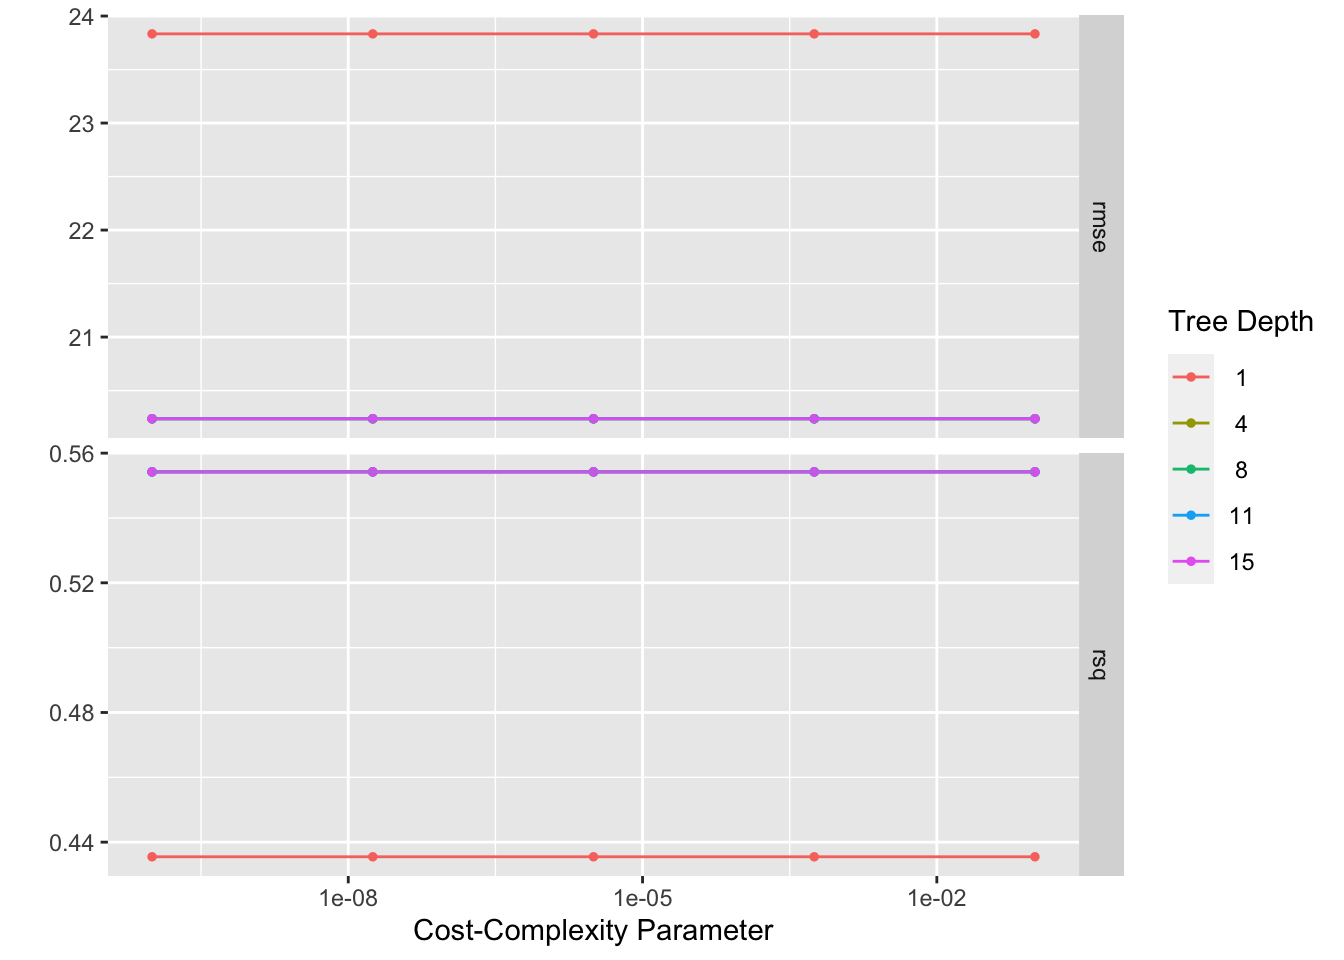 24
23
22
21
rmse
0.56
0.52
0.48
0.44
rsq
1e-08
1e-05
1e-02
Cost-Complexity Parameter
Tree Depth
1
4
8
11
15